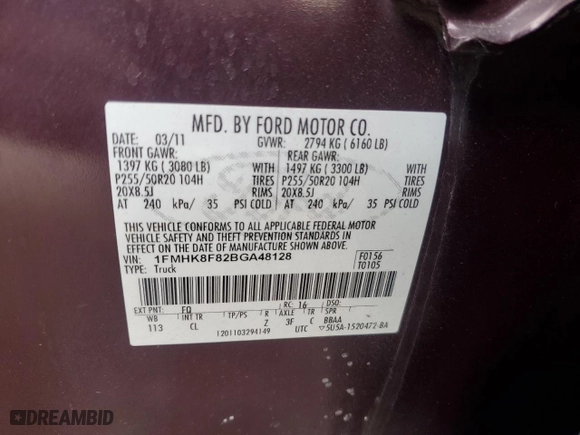 MFD. BY FORD MOTOR CO.
DATE: 03/11 GVWR: 2794 KG ( 6160 LB)
FRONT GAWR: REAR GAWR:
1397 KG ( 3080 LB) WITH 1497 KG ( 3300 LB) WITH
P255/50R20 104H TIRES P255/50R20 104H TIRES
20X8.5J RIMS 20X8.5J RIMS
AT 240 kPa/ 35 PSI COLD AT 240 kPa/ 35 PSI COLD
THIS VEHICLE CONFORMS TO ALL APPLICABLE FEDERAL MOTOR
VEHICLE SAFETY AND THEFT PREVENTION STANDARDS IN
EFFECT ON THE DATE OF MANUFACTURE SHOWN ABOVE.
VIN: 1FMHK8F82BGA48128 F0156
TYPE: Truck T0105
EXT PNT: FQ RC: 16 DSO:
WB INT TR TP/PS R AXLE TR SPR
113 CL Z 3F C BBAA
1201103294149 UTC 5U5A-1520472-BA
DREAMBID